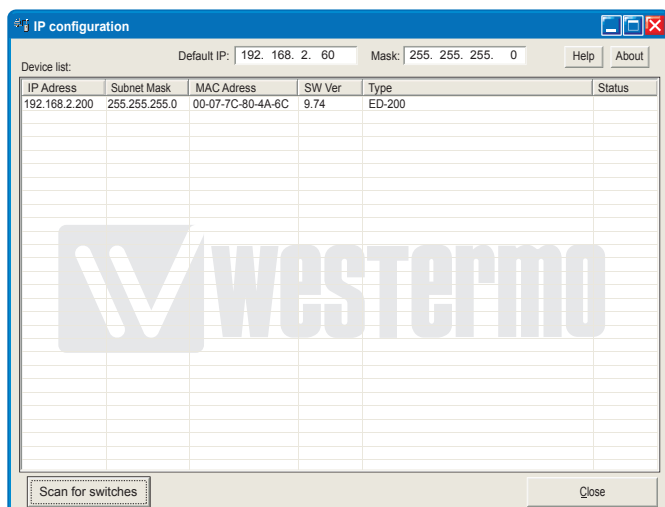 IP configuration
Default IP: 192. 168. 2. 60 Mask: 255. 255. 255. 0 Help About
Device list:
IP Adress Subnet Mask MAC Adress SW Ver Type Status
192.168.2.200 255.255.255.0 00-07-7C-80-4A-6C 9.74 ED-200
westermo
Scan for switches Close